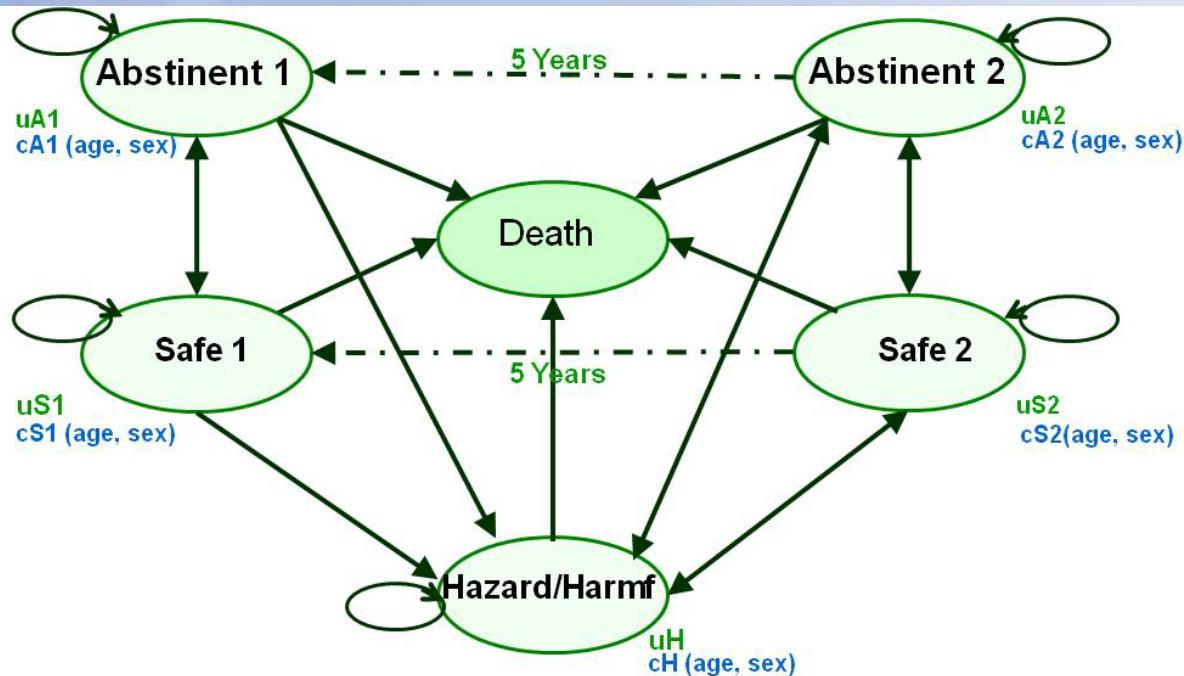 Abstinent 1
5 Years
Abstinent 2
uA1
cA1 (age, sex)
uA2
cA2 (age, sex)
Death
Safe 1
5 Years
Safe 2
uS1
cS1 (age, sex)
uS2
cS2(age, sex)
Hazard/Harmf
uH
cH (age, sex)